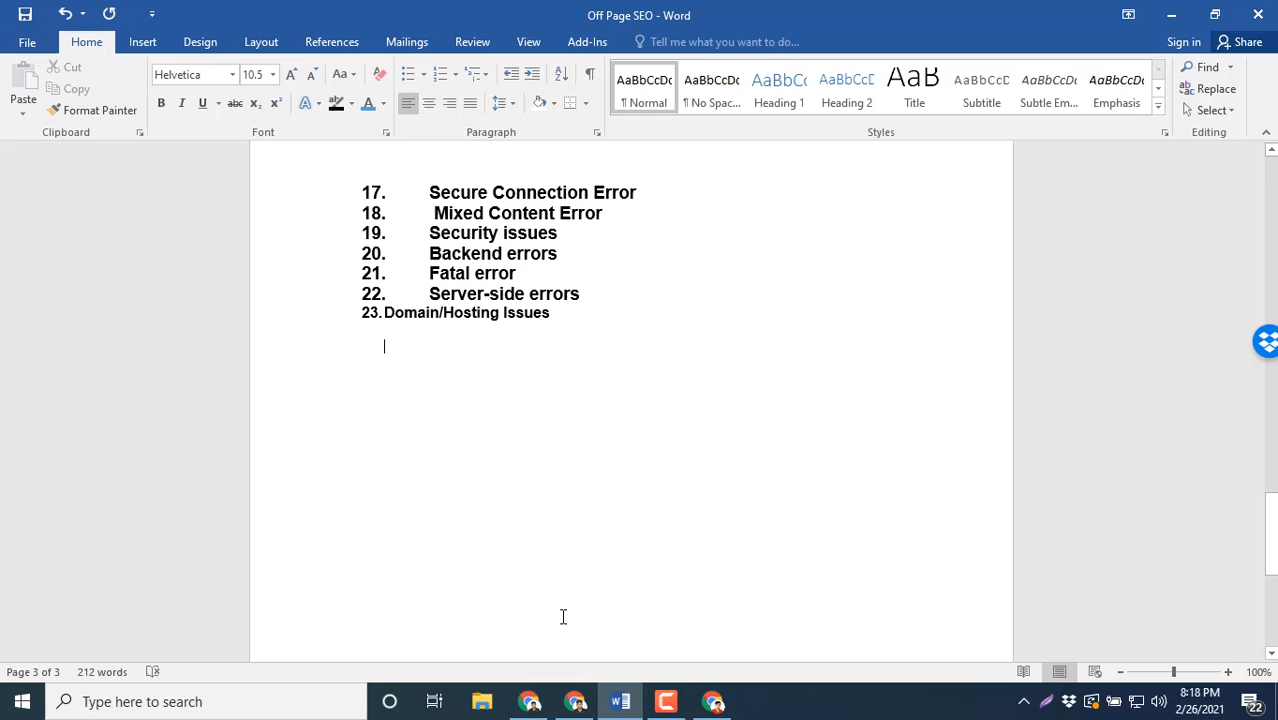 Off Page SEO - Word
File Home Insert Design Layout References Mailings Review View Add-Ins Tell me what you want to do... Sign in Share
Cut
Copy
Paste
Format Painter
Clipboard
Helvetica 10.5
Font
Paragraph
AaBbCcDc AaBbCcDc AaBbCc AaBbCcD AaB AaBbCcD AaBbCcDc AaBbCcDc
¶ Normal ¶ No Spac... Heading 1 Heading 2 Title Subtitle Subtle Em... Emphasis
Styles
Find
Replace
Select
Editing
17. Secure Connection Error
18. Mixed Content Error
19. Security issues
20. Backend errors
21. Fatal error
22. Server-side errors
23. Domain/Hosting Issues
Page 3 of 3 212 words 100%
Type here to search
8:18 PM
2/26/2021
22